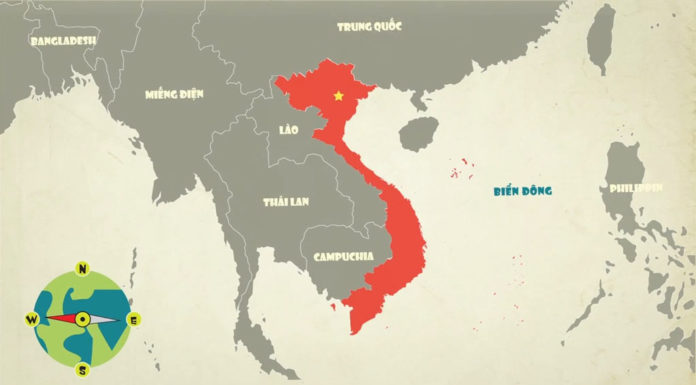 TRUNG QUỐC
BANGLADESH
MIẾNG ĐIỆN
LÀO
BIỂN ĐÔNG
PHILIPPIN
THÁI LAN
CAMPUCHIA
N
W
E
S